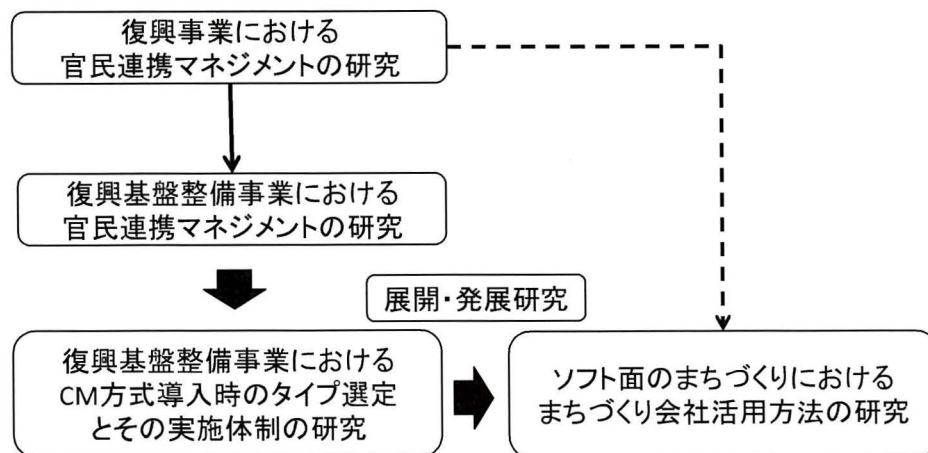 復興事業における
官民連携マネジメントの研究
復興基盤整備事業における
官民連携マネジメントの研究
展開・発展研究
復興基盤整備事業における
CM方式導入時のタイプ選定
とその実施体制の研究
ソフト面のまちづくりにおける
まちづくり会社活用方法の研究